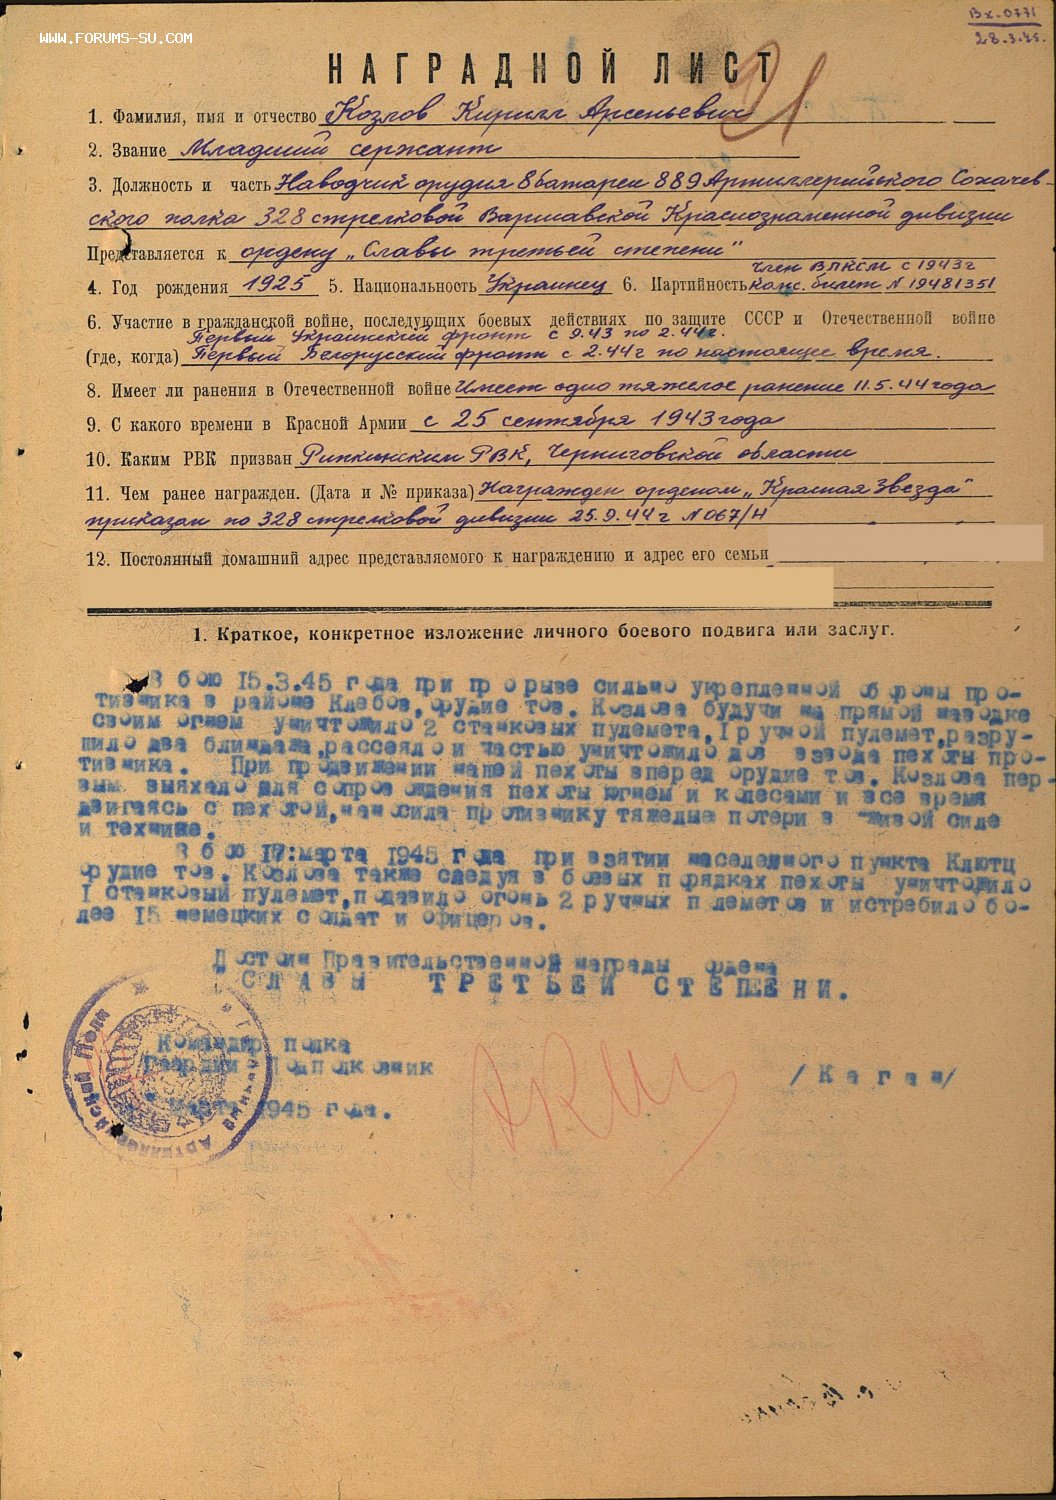 WWW.FORUMS-SU.COM
Вх. 0771
28.3.45.
НАГРАДНОЙ ЛИСТ
21
1. Фамилия, имя и отчество Козлов Кирилл Арсеньевич
2. Звание Младший сержант
3. Должность и часть Наводчик орудия 8 батареи 889 Артиллерийского Сохачев-
ского полка 328 стрелковой Варшавской Краснознаменной дивизии
Представляется к ордену „Славы третьей степени"
член ВЛКСМ с 1943г
4. Год рождения 1925 5. Национальность Украинец 6. Партийность комс. билет N 19481351
6. Участие в гражданской войне, последующих боевых действиях по защите СССР и Отечественной войне
Первый Украинский фронт с 9.43 по 2.44г.
(где, когда) Первый Белорусский фронт с 2.44г по настоящее время.
8. Имеет ли ранения в Отечественной войне Имеет одно тяжелое ранение 11.5.44 года
9. С какого времени в Красной Армии с 25 сентября 1943 года
10. Каким РВК призван Репкинским РВК, Черниговской области
11. Чем ранее награжден. (Дата и № приказа) Награжден орденом „Красная Звезда"
приказом по 328 стрелковой дивизии 25.9.44г N 067/Н
12. Постоянный домашний адрес представляемого к награждению и адрес его семьи
1. Краткое, конкретное изложение личного боевого подвига или заслуг.
В бою 15.3.45 года при прорыве сильно укрепленной обороны про-
тивника в районе Клебов, орудие тов. Козлова будучи на прямой наводке
своим огнем уничтожило 2 станковых пулемета, I ручной пулемет, разру-
шило два блиндажа, рассеяло и частью уничтожило до взвода пехоты про-
тивника. При продвижении нашей пехоты вперед орудие тов. Козлова пер-
вым выехало для сопровождения пехоты огнем и колесами и все время
двигаясь с пехотой, наносила противнику тяжелые потери в живой силе
и технике.
В бою 17 марта 1945 года при взятии населенного пункта Клютц
орудие тов. Козлова также следуя в боевых порядках пехоты уничтожило
I станковый пулемет, подавило огонь 2 ручных пулеметов и истребило бо-
лее 15 немецких солдат и офицеров.
Достоин Правительственной награды ордена
СЛАВЫ ТРЕТЬЕЙ СТЕПЕНИ.
Командир полка
Гвардии Подполковник /Каган/
марта 1945 года.
Артиллерийский Полк